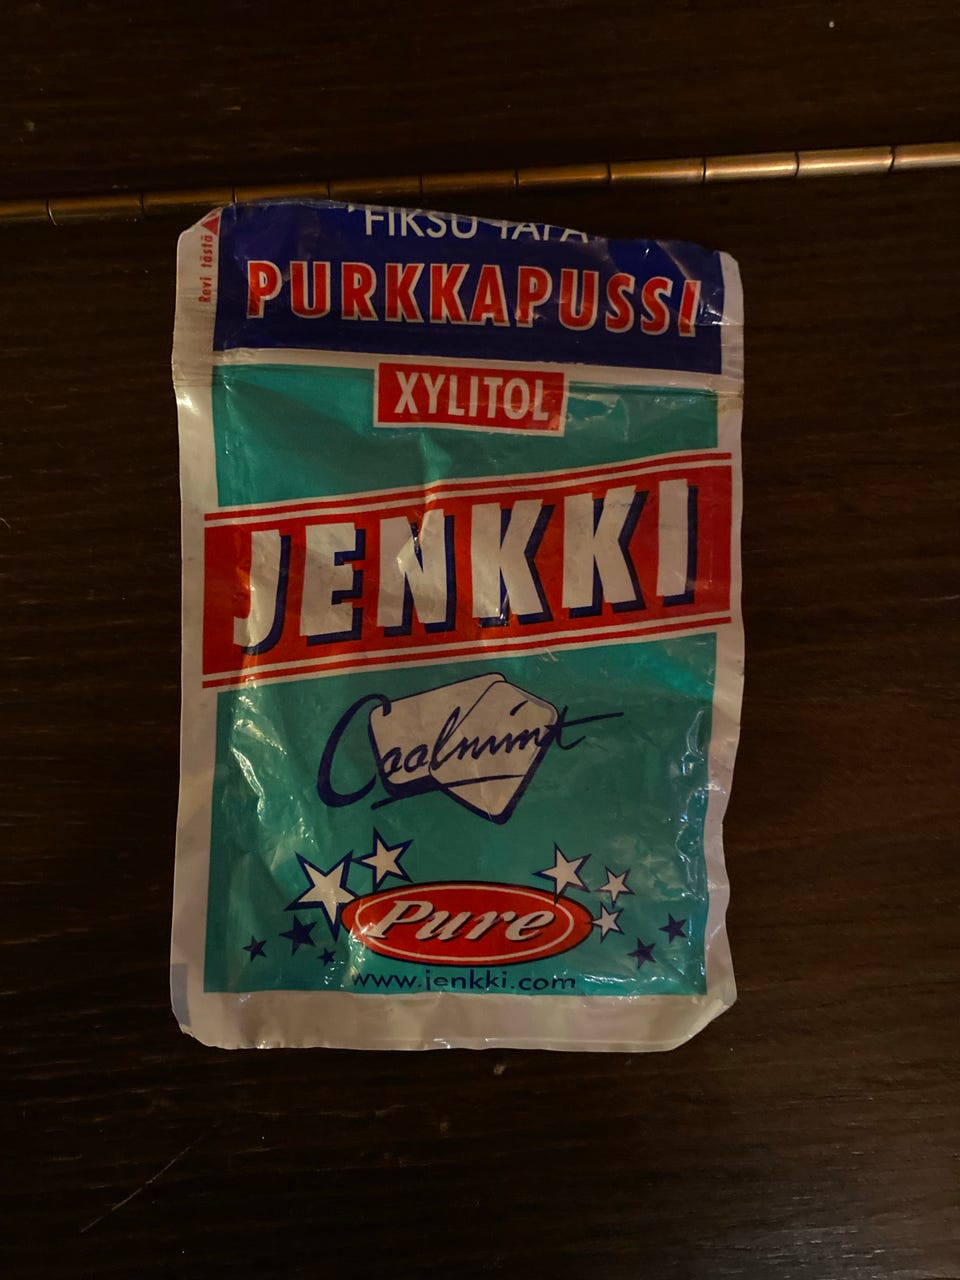 FIKSU TAPA
PURKKAPUSSI
Revi tästä
XYLITOL
JENKKI
Coolmint
Pure
www.jenkki.com